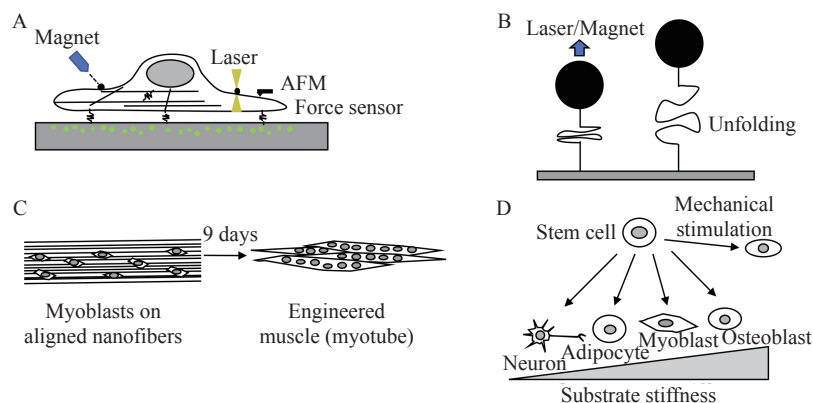 A
Magnet
Laser
AFM
Force sensor
B
Laser/Magnet
Unfolding
C
9 days
Myoblasts on
aligned nanofibers
Engineered
muscle (myotube)
D
Stem cell
Mechanical
stimulation
Neuron
Adipocyte
Myoblast
Osteoblast
Substrate stiffness